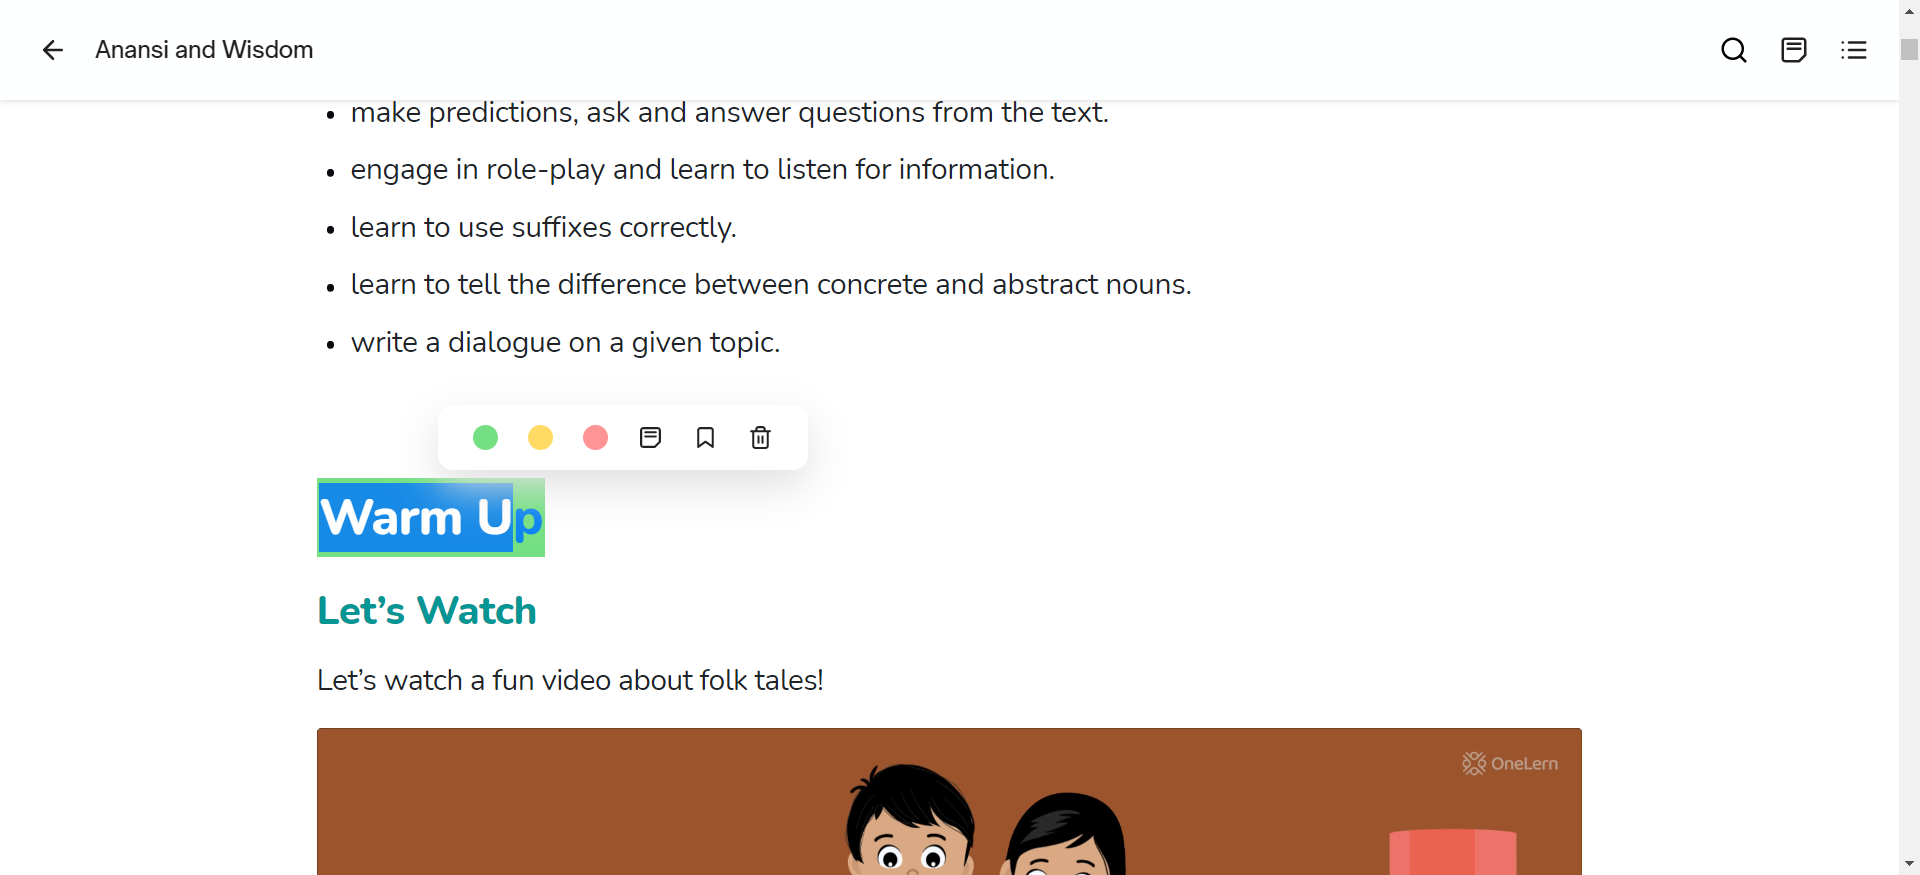 Anansi and Wisdom
make predictions, ask and answer questions from the text.
engage in role-play and learn to listen for information.
learn to use suffixes correctly.
learn to tell the difference between concrete and abstract nouns.
write a dialogue on a given topic.
Warm Up
Let’s Watch
Let’s watch a fun video about folk tales!
OneLern